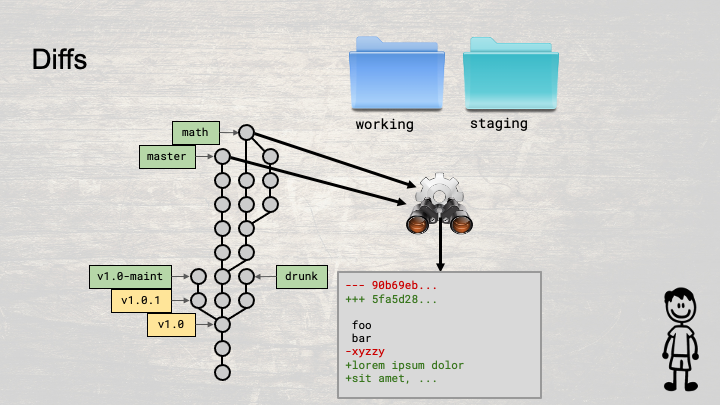 Diffs
working
staging
math
master
v1.0-maint
drunk
v1.0.1
v1.0
--- 90b69eb...
+++ 5fa5d28...
foo
bar
-xyzzy
+lorem ipsum dolor
+sit amet, ...